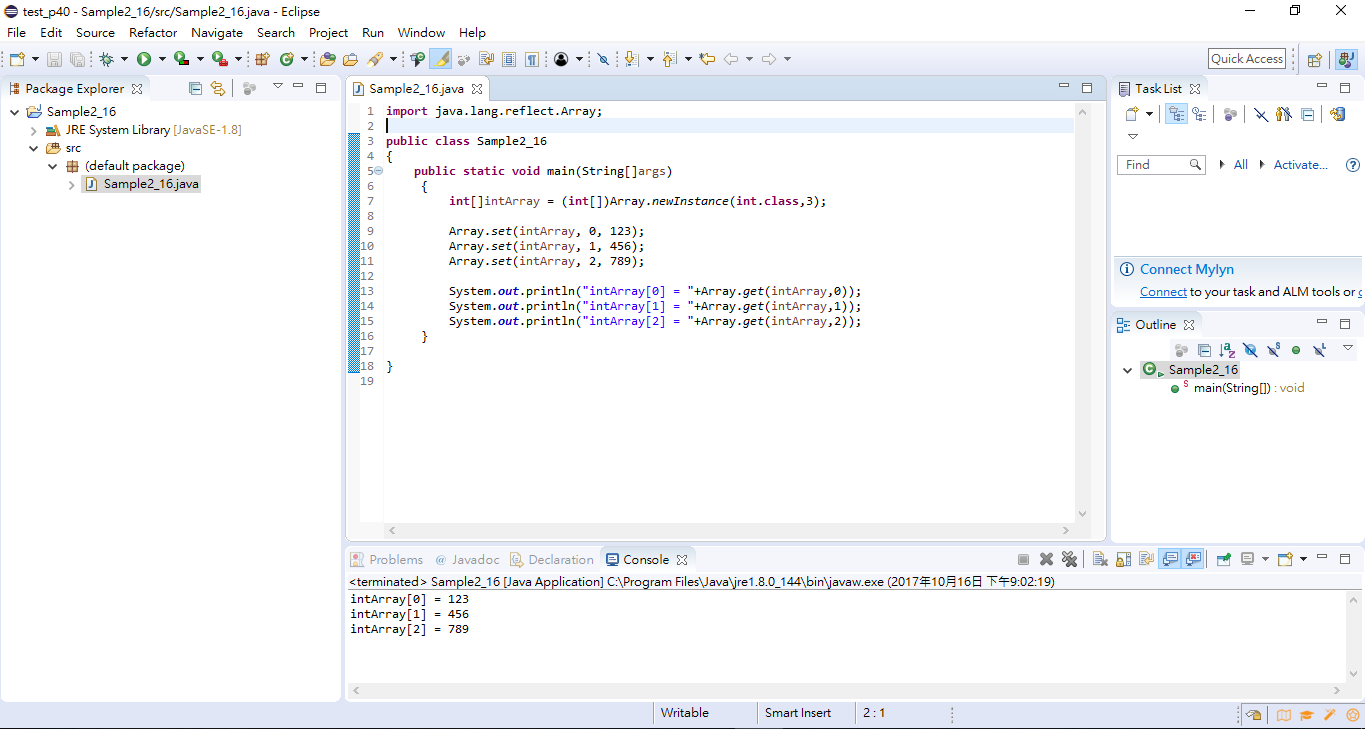 test_p40 - Sample2_16/src/Sample2_16.java - Eclipse
File Edit Source Refactor Navigate Search Project Run Window Help
Quick Access
Package Explorer
Sample2_16
JRE System Library [JavaSE-1.8]
src
(default package)
Sample2_16.java
Sample2_16.java
1 import java.lang.reflect.Array;
2
3 public class Sample2_16
4 {
5     public static void main(String[]args)
6      {
7          int[]intArray = (int[])Array.newInstance(int.class,3);
8
9          Array.set(intArray, 0, 123);
10         Array.set(intArray, 1, 456);
11         Array.set(intArray, 2, 789);
12
13         System.out.println("intArray[0] = "+Array.get(intArray,0));
14         System.out.println("intArray[1] = "+Array.get(intArray,1));
15         System.out.println("intArray[2] = "+Array.get(intArray,2));
16     }
17
18 }
19
Task List
Find All Activate...
Connect Mylyn
Connect to your task and ALM tools or
Outline
Sample2_16
main(String[]) : void
Problems @ Javadoc Declaration Console
<terminated> Sample2_16 [Java Application] C:\Program Files\Java\jre1.8.0_144\bin\javaw.exe (2017年10月16日 下午9:02:19)
intArray[0] = 123
intArray[1] = 456
intArray[2] = 789
Writable Smart Insert 2 : 1